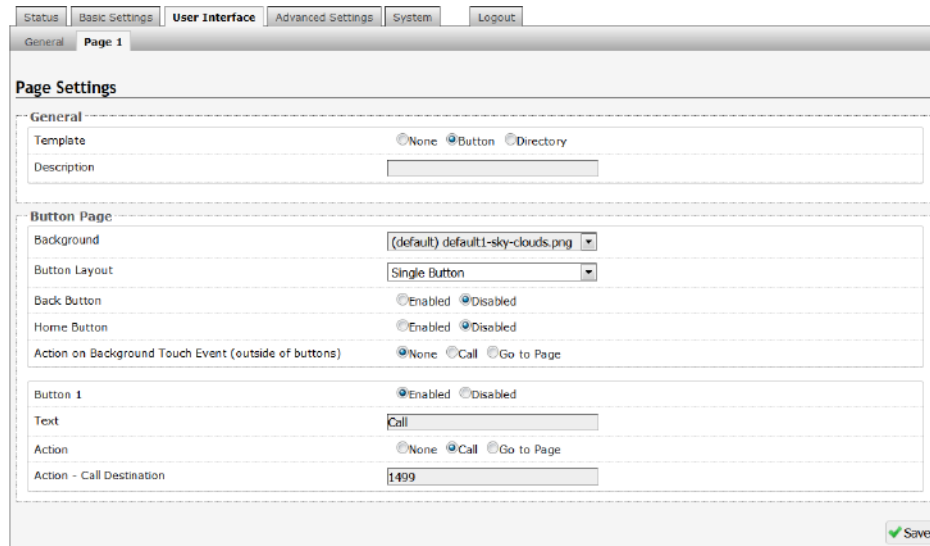 Status Basic Settings User Interface Advanced Settings System Logout
General Page 1
Page Settings
General
Template None Button Directory
Description
Button Page
Background (default) default1-sky-clouds.png
Button Layout Single Button
Back Button Enabled Disabled
Home Button Enabled Disabled
Action on Background Touch Event (outside of buttons) None Call Go to Page
Button 1 Enabled Disabled
Text Call
Action None Call Go to Page
Action - Call Destination 1499
Save